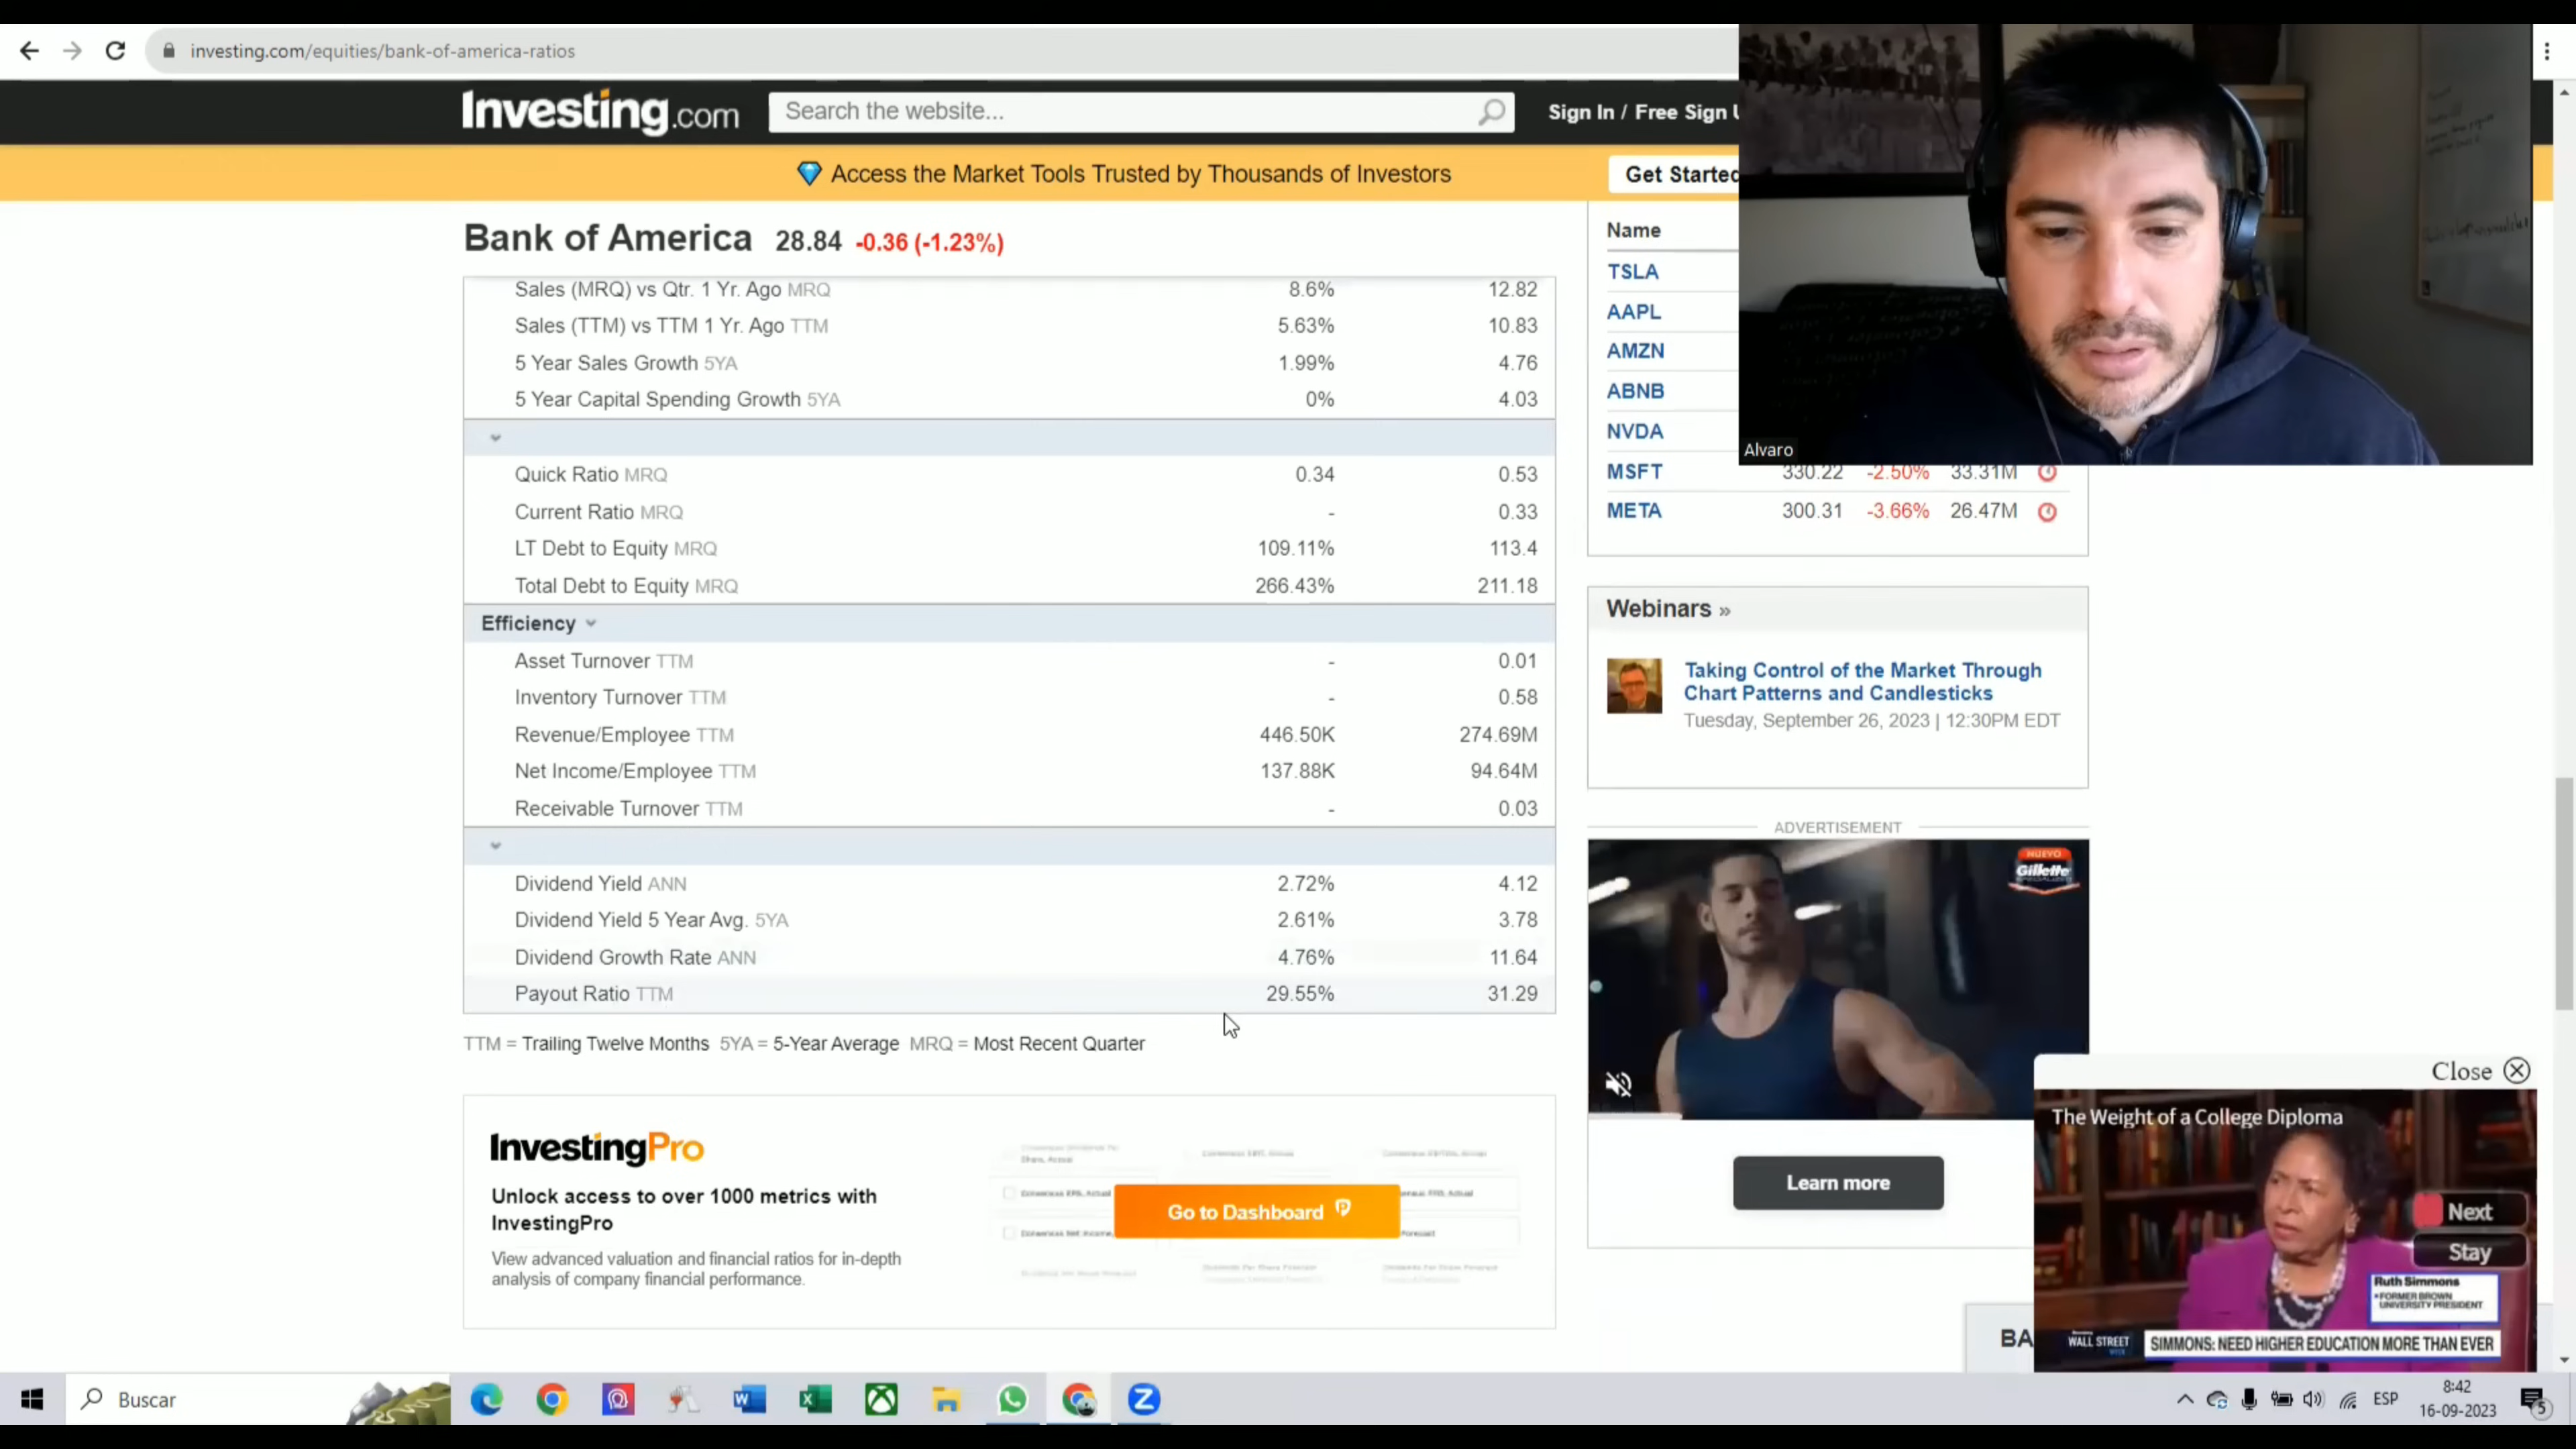 investing.com/equities/bank-of-america-ratios
Investing.com
Search the website...
Sign In / Free Sign U
Access the Market Tools Trusted by Thousands of Investors
Get Started
Bank of America 28.84 -0.36 (-1.23%)
Sales (MRQ) vs Qtr. 1 Yr. Ago MRQ 8.6% 12.82
Sales (TTM) vs TTM 1 Yr. Ago TTM 5.63% 10.83
5 Year Sales Growth 5YA 1.99% 4.76
5 Year Capital Spending Growth 5YA 0% 4.03
Quick Ratio MRQ 0.34 0.53
Current Ratio MRQ - 0.33
LT Debt to Equity MRQ 109.11% 113.4
Total Debt to Equity MRQ 266.43% 211.18
Efficiency
Asset Turnover TTM - 0.01
Inventory Turnover TTM - 0.58
Revenue/Employee TTM 446.50K 274.69M
Net Income/Employee TTM 137.88K 94.64M
Receivable Turnover TTM - 0.03
Dividend Yield ANN 2.72% 4.12
Dividend Yield 5 Year Avg. 5YA 2.61% 3.78
Dividend Growth Rate ANN 4.76% 11.64
Payout Ratio TTM 29.55% 31.29
TTM = Trailing Twelve Months 5YA = 5-Year Average MRQ = Most Recent Quarter
InvestingPro
Unlock access to over 1000 metrics with
InvestingPro
View advanced valuation and financial ratios for in-depth
analysis of company financial performance.
Go to Dashboard
Name
TSLA
AAPL
AMZN
ABNB
NVDA
MSFT 330.22 -2.50% 33.31M
META 300.31 -3.66% 26.47M
Alvaro
Webinars »
Taking Control of the Market Through
Chart Patterns and Candlesticks
Tuesday, September 26, 2023 | 12:30PM EDT
ADVERTISEMENT
NUEVO
Gillette
Learn more
Close
The Weight of a College Diploma
Next
Stay
Ruth Simmons
FORMER BROWN
UNIVERSITY PRESIDENT
BA
WALL STREET
SIMMONS: NEED HIGHER EDUCATION MORE THAN EVER
Buscar
ESP
8:42
16-09-2023
5